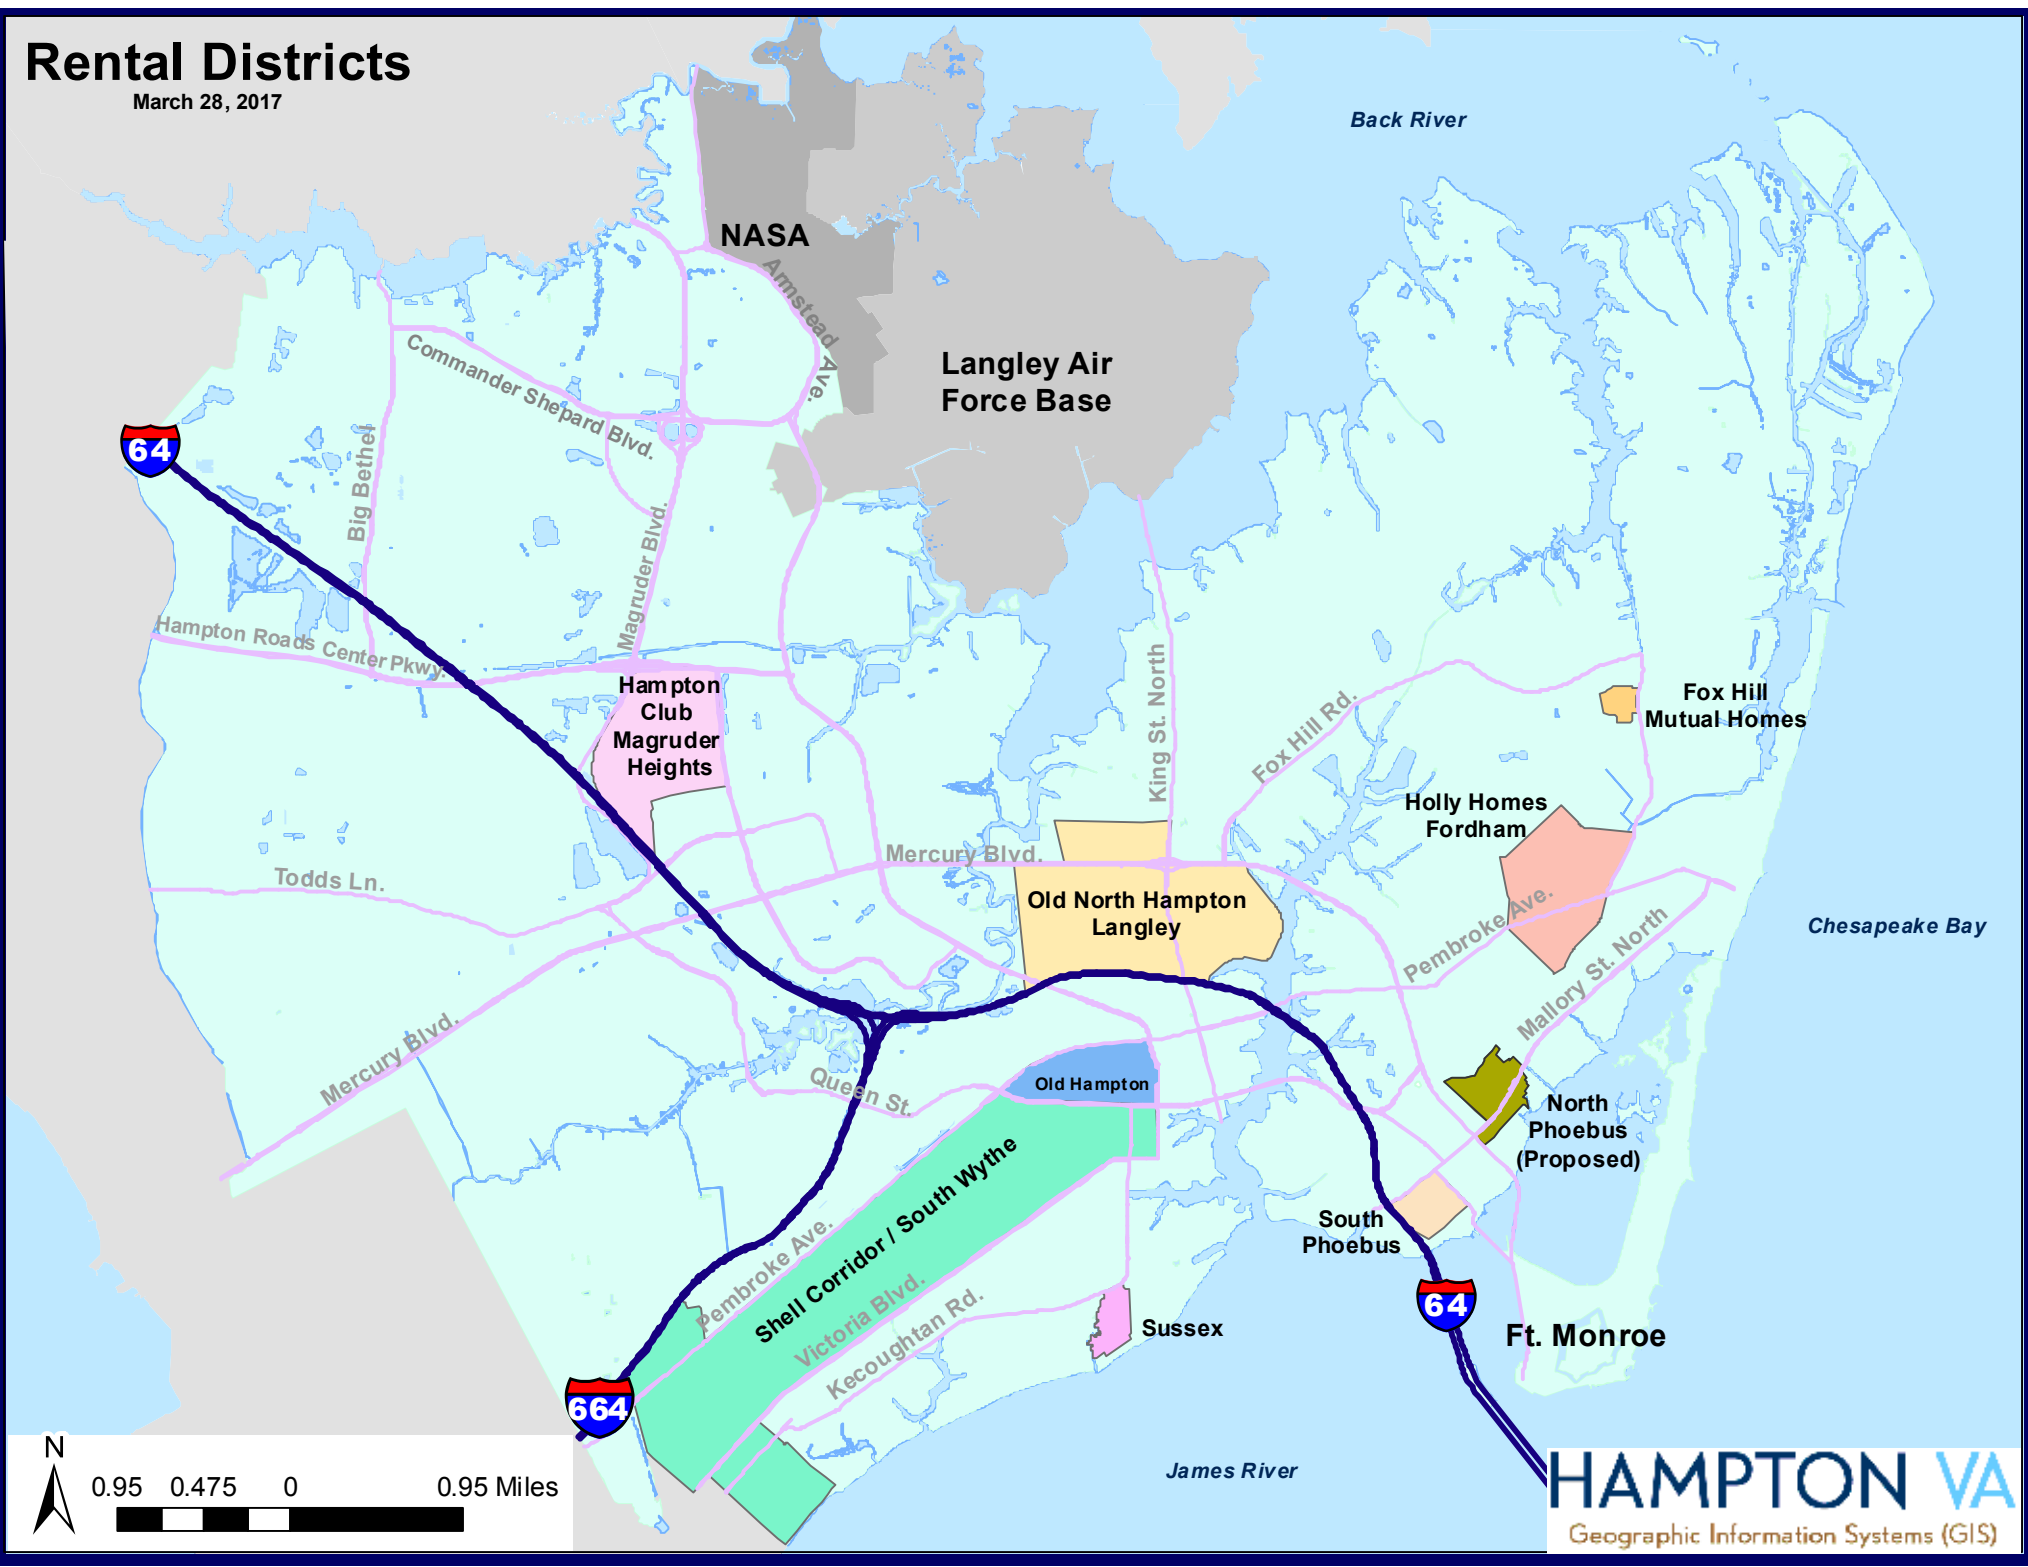 Rental Districts
March 28, 2017
Back River
NASA
Armstead Ave.
Langley Air
Force Base
Commander Shepard Blvd.
64
Big Bethel
Magruder Blvd.
Hampton Roads Center Pkwy.
King St. North
Fox Hill Rd.
Hampton
Club
Magruder
Heights
Fox Hill
Mutual Homes
Holly Homes
Fordham
Mercury Blvd.
Todds Ln.
Old North Hampton
Langley
Pembroke Ave.
Mallory St. North
Chesapeake Bay
Mercury Blvd.
Queen St.
Old Hampton
North
Phoebus
(Proposed)
Shell Corridor / South Wythe
South
Phoebus
Pembroke Ave.
Victoria Blvd.
Kecoughtan Rd.
Sussex
64
Ft. Monroe
664
James River
N
0.95 0.475 0 0.95 Miles
HAMPTON VA
Geographic Information Systems (GIS)